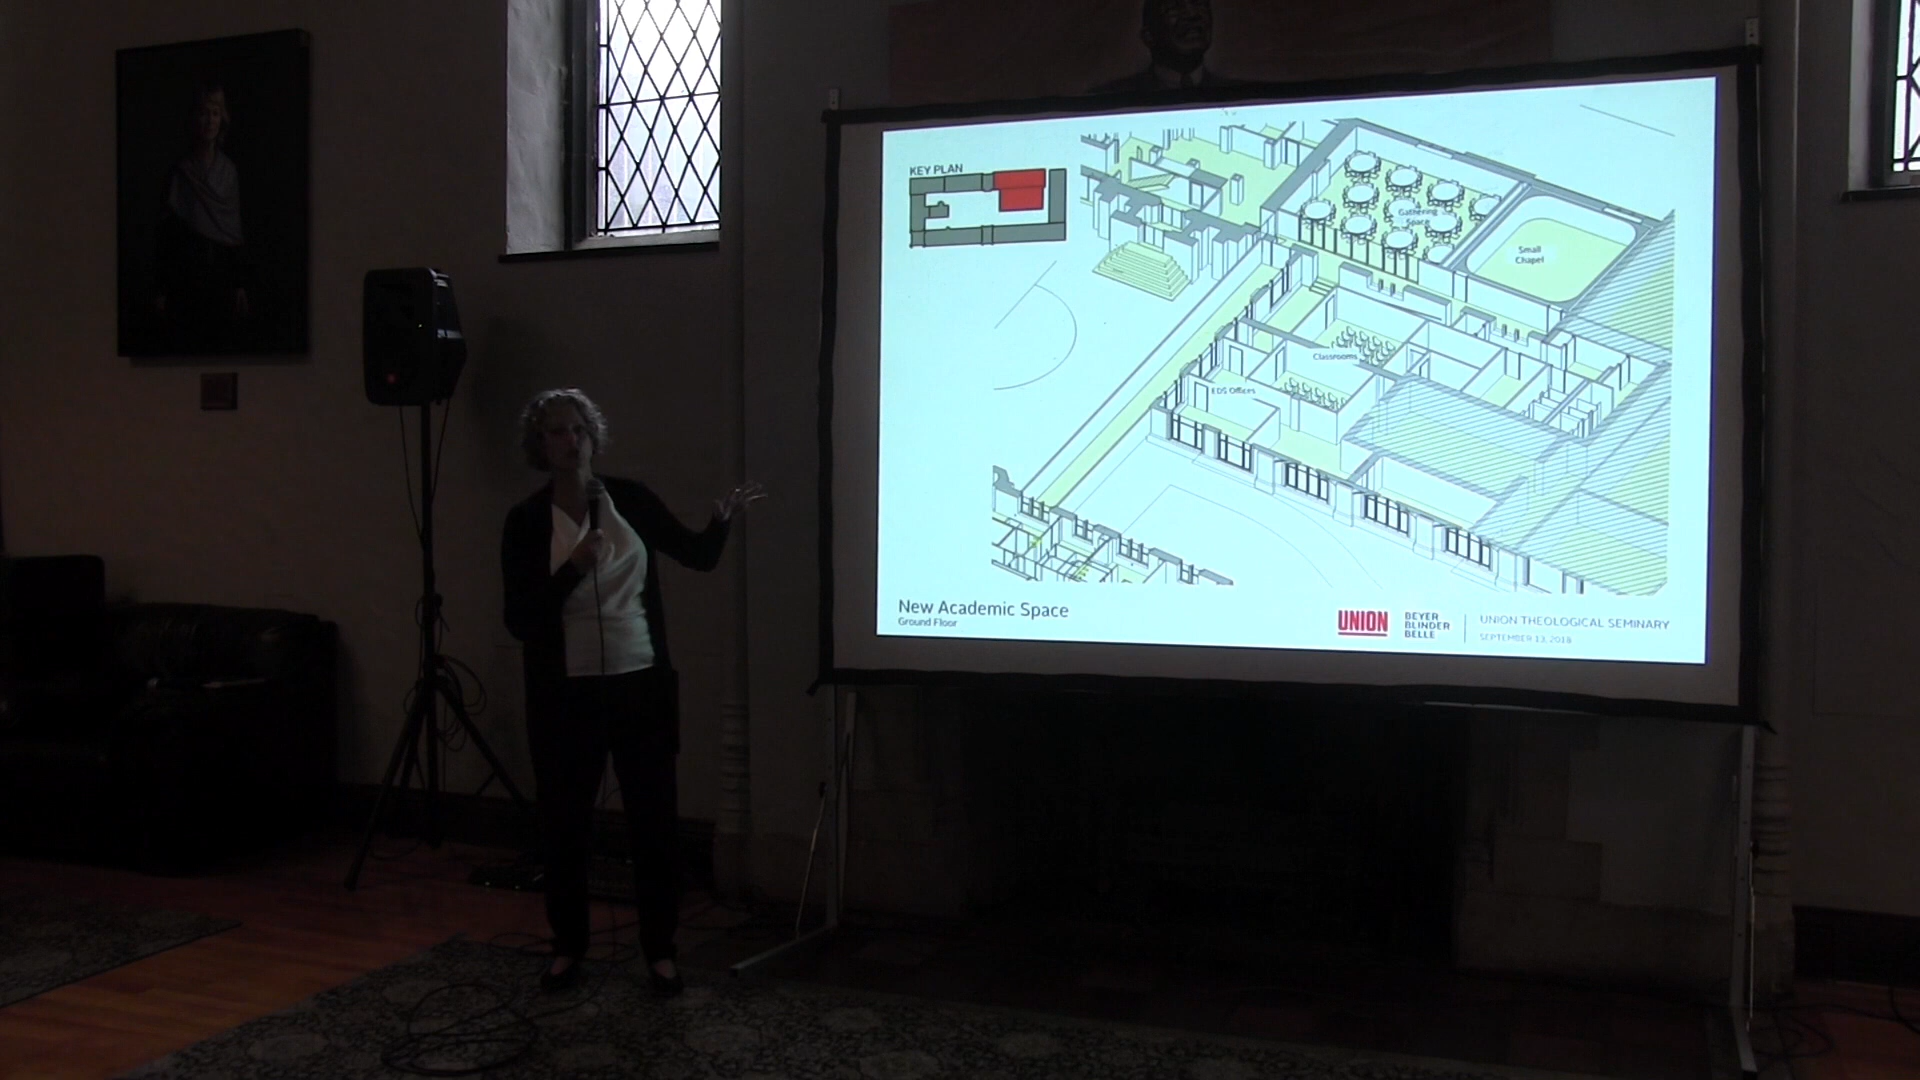 KEY PLAN
Gathering
Space
Small
Chapel
Classrooms
EDS Offices
New Academic Space
Ground Floor
UNION
BEYER
BLINDER
BELLE
UNION THEOLOGICAL SEMINARY
SEPTEMBER 13, 2018